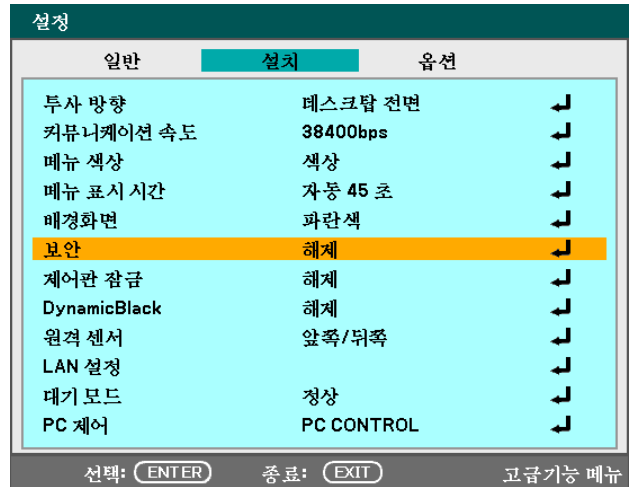 설정
일반 설치 옵션
투사 방향 데스크탑 전면
커뮤니케이션 속도 38400bps
메뉴 색상 색상
메뉴 표시 시간 자동 45 초
배경화면 파란색
보안 해제
제어판 잠금 해제
DynamicBlack 해제
원격 센서 앞쪽/뒤쪽
LAN 설정
대기 모드 정상
PC 제어 PC CONTROL
선택: ENTER 종료: EXIT 고급기능 메뉴